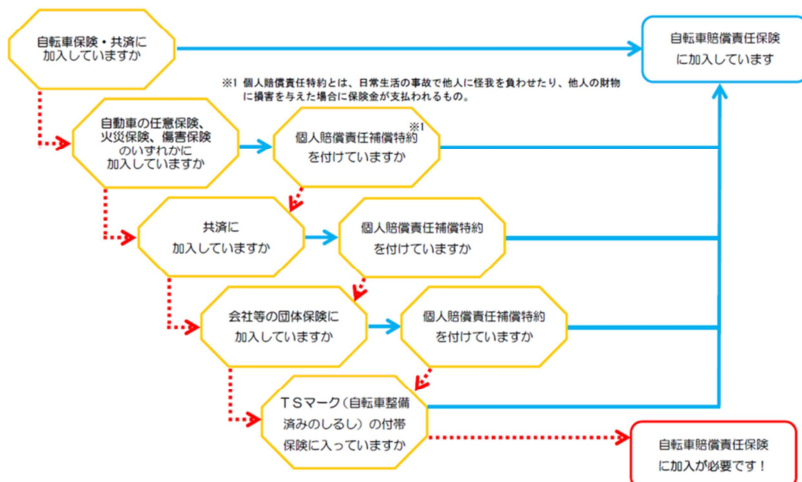 自転車保険・共済に
加入していますか
自転車賠償責任保険
に加入しています
※1 個人賠償責任特約とは、日常生活の事故で他人に怪我を負わせたり、他人の財物
に損害を与えた場合に保険金が支払われるもの。
自動車の任意保険、
火災保険、傷害保険
のいずれかに
加入していますか
※1
個人賠償責任補償特約
を付けていますか
共済に
加入していますか
個人賠償責任補償特約
を付けていますか
会社等の団体保険に
加入していますか
個人賠償責任補償特約
を付けていますか
TSマーク(自転車整備
済みのしるし)の付帯
保険に入っていますか
自転車賠償責任保険
に加入が必要です!